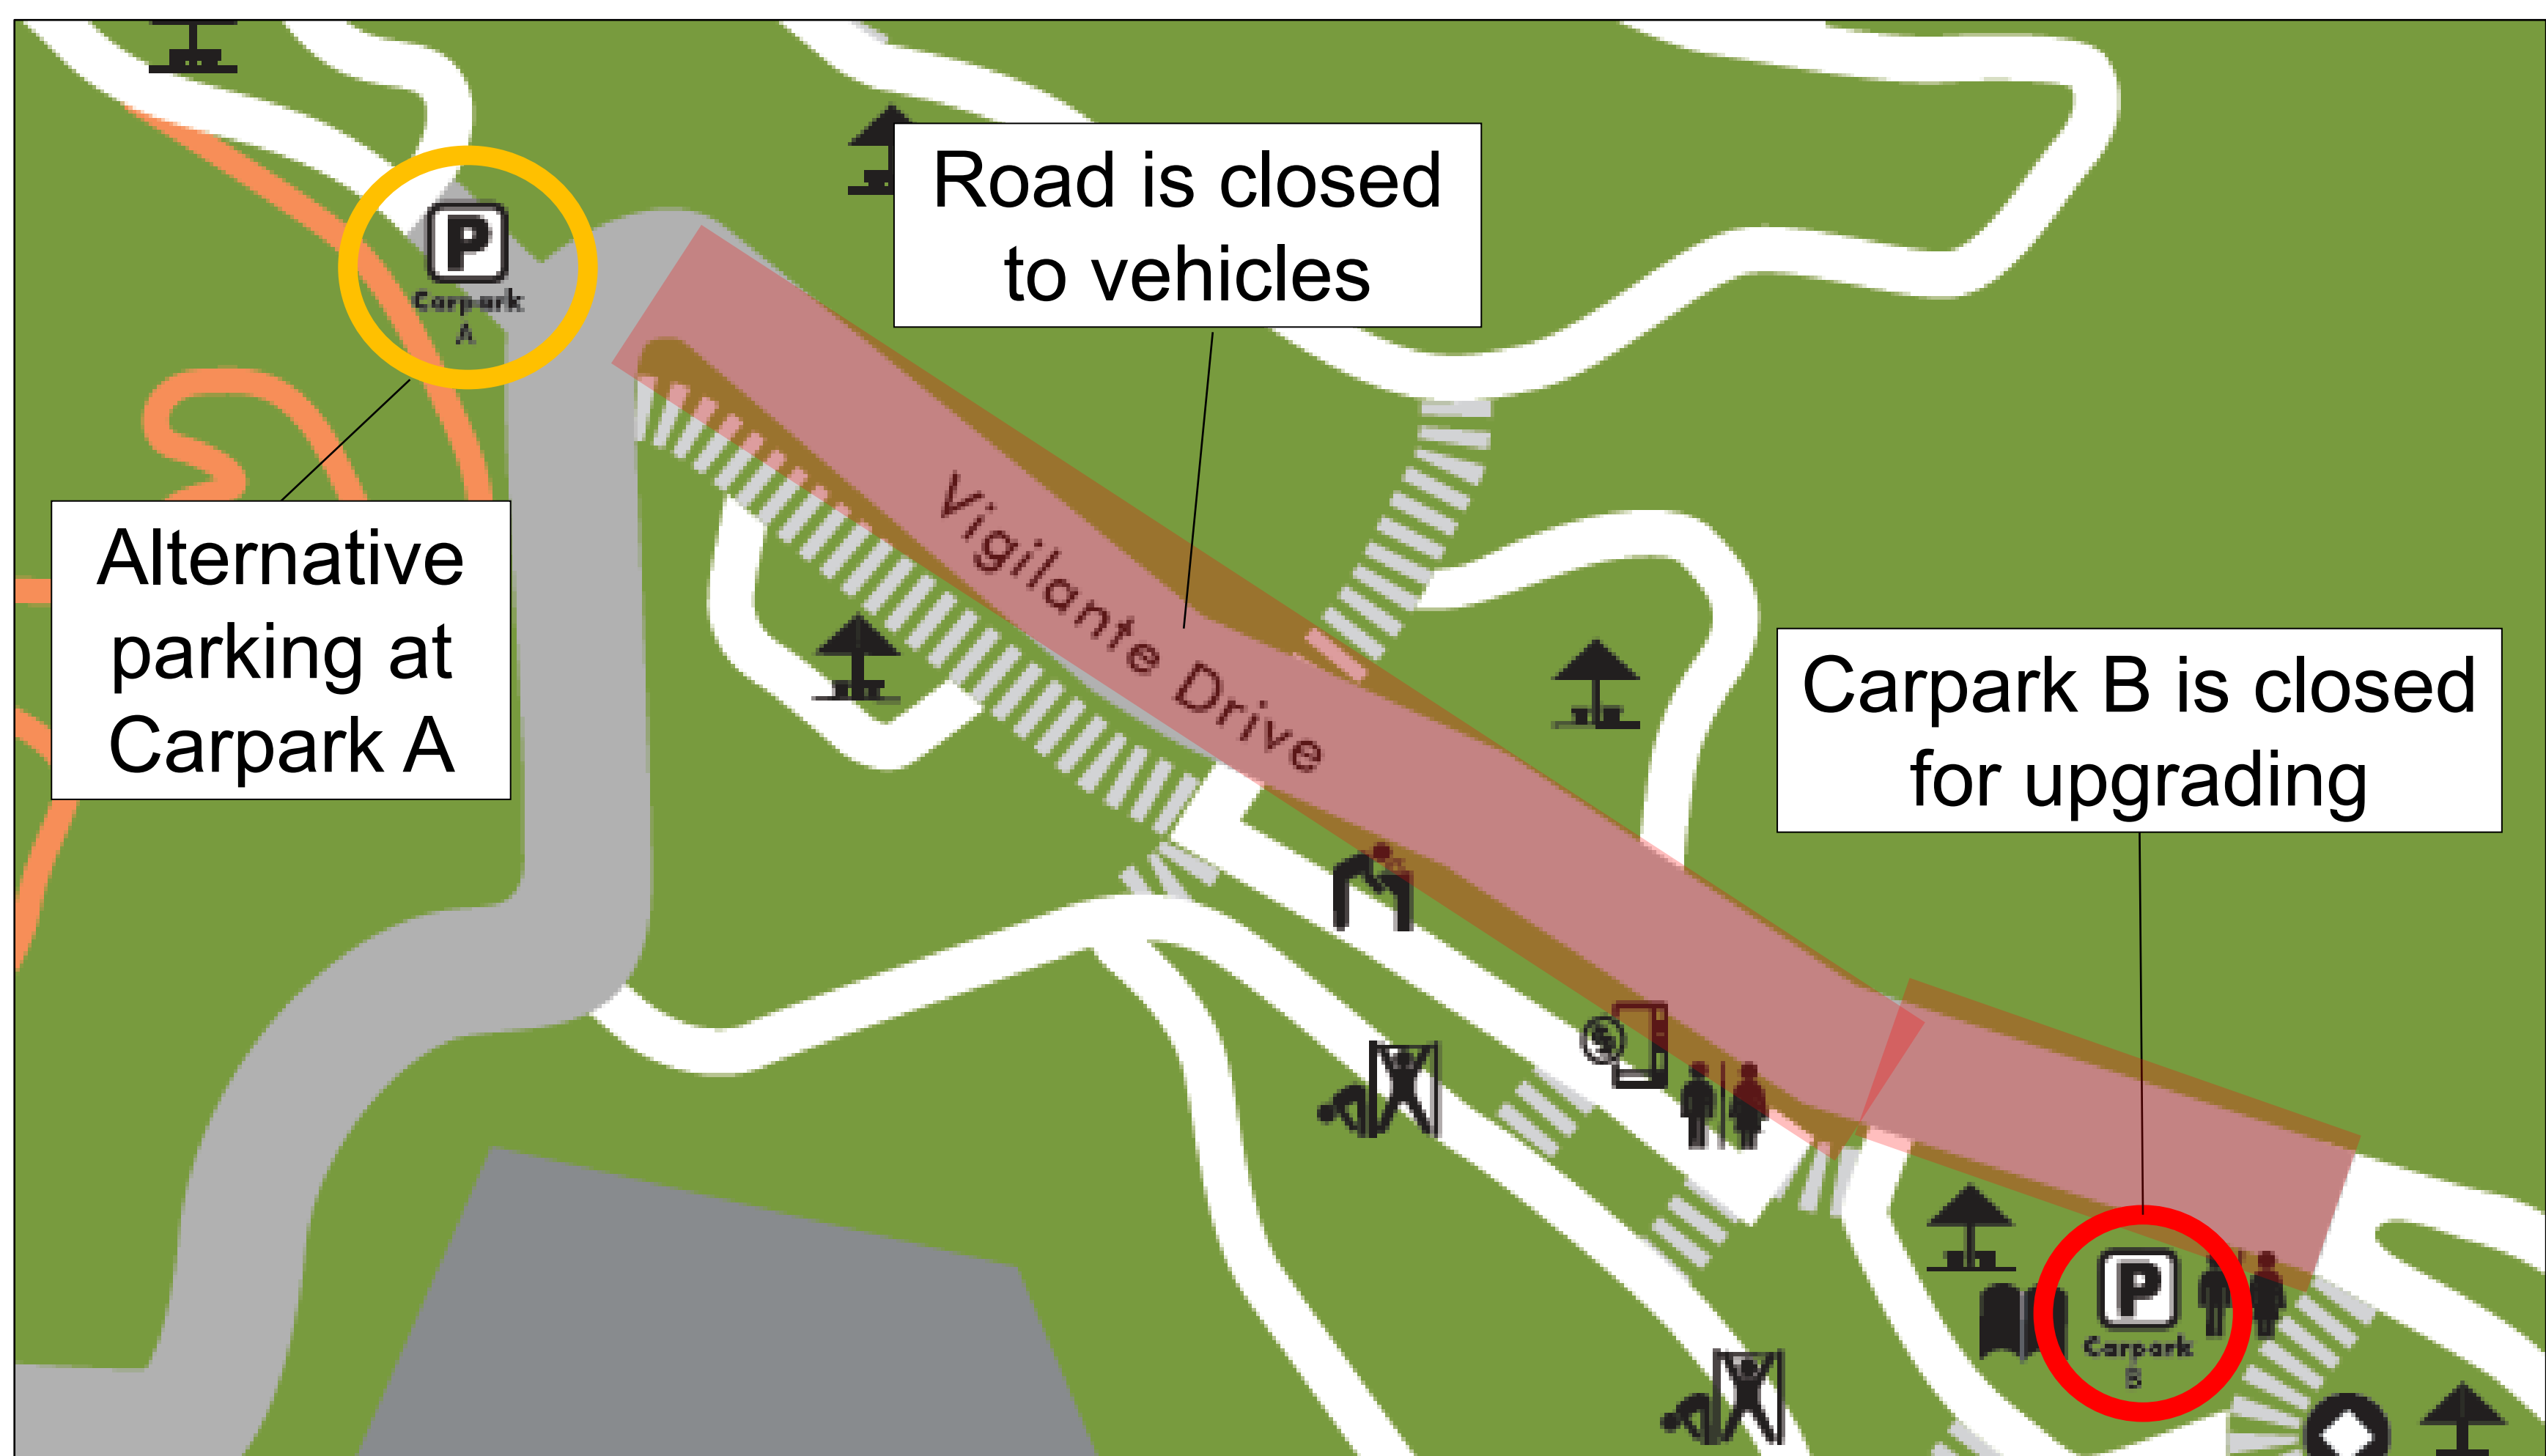 Road is closed
to vehicles
P
Carpark
A
Alternative
parking at
Carpark A
Vigilante Drive
Carpark B is closed
for upgrading
$
P
Carpark
B